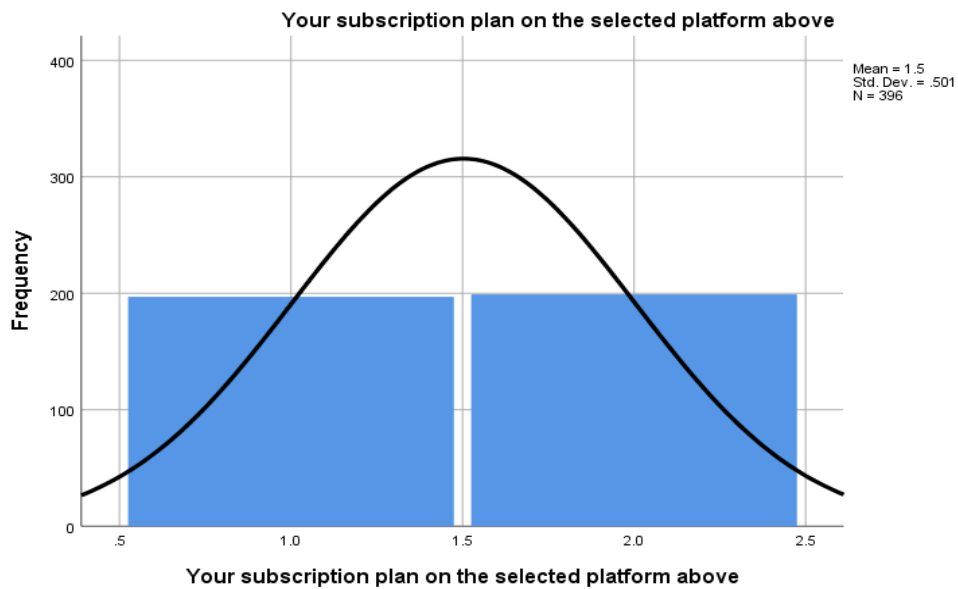 Your subscription plan on the selected platform above
Mean = 1.5
Std. Dev. = .501
N = 396
Frequency
400
300
200
100
0
.5
1.0
1.5
2.0
2.5
Your subscription plan on the selected platform above